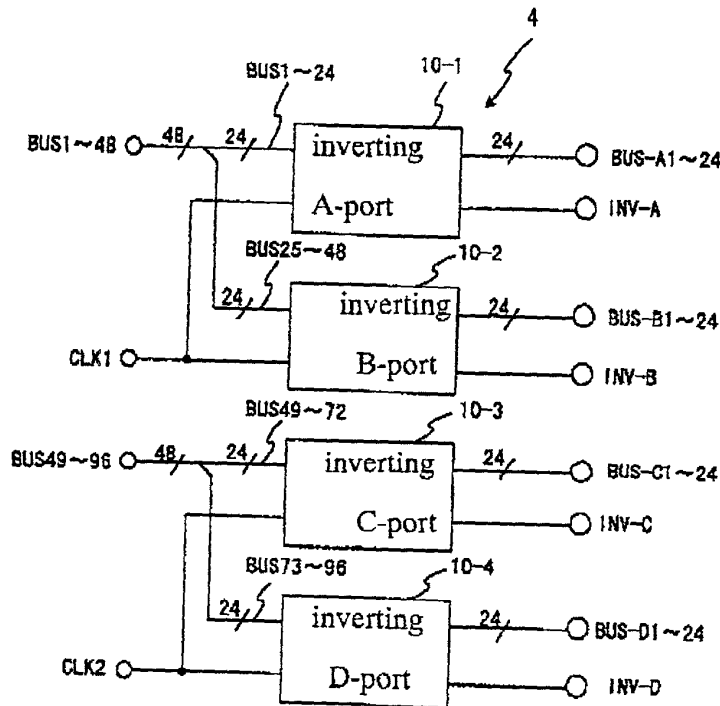 4
BUS1~24
10-1
BUS1~48
48
24
inverting
A-port
24
BUS-A1~24
INV-A
BUS25~48
10-2
24
inverting
B-port
24
BUS-B1~24
CLK1
INV-B
BUS49~72
10-3
BUS49~96
48
24
inverting
C-port
24
BUS-C1~24
INV-C
BUS73~96
10-4
24
inverting
D-port
24
BUS-D1~24
CLK2
INV-D